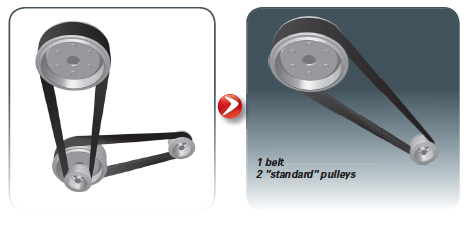 1 belt
2 "standard" pulleys